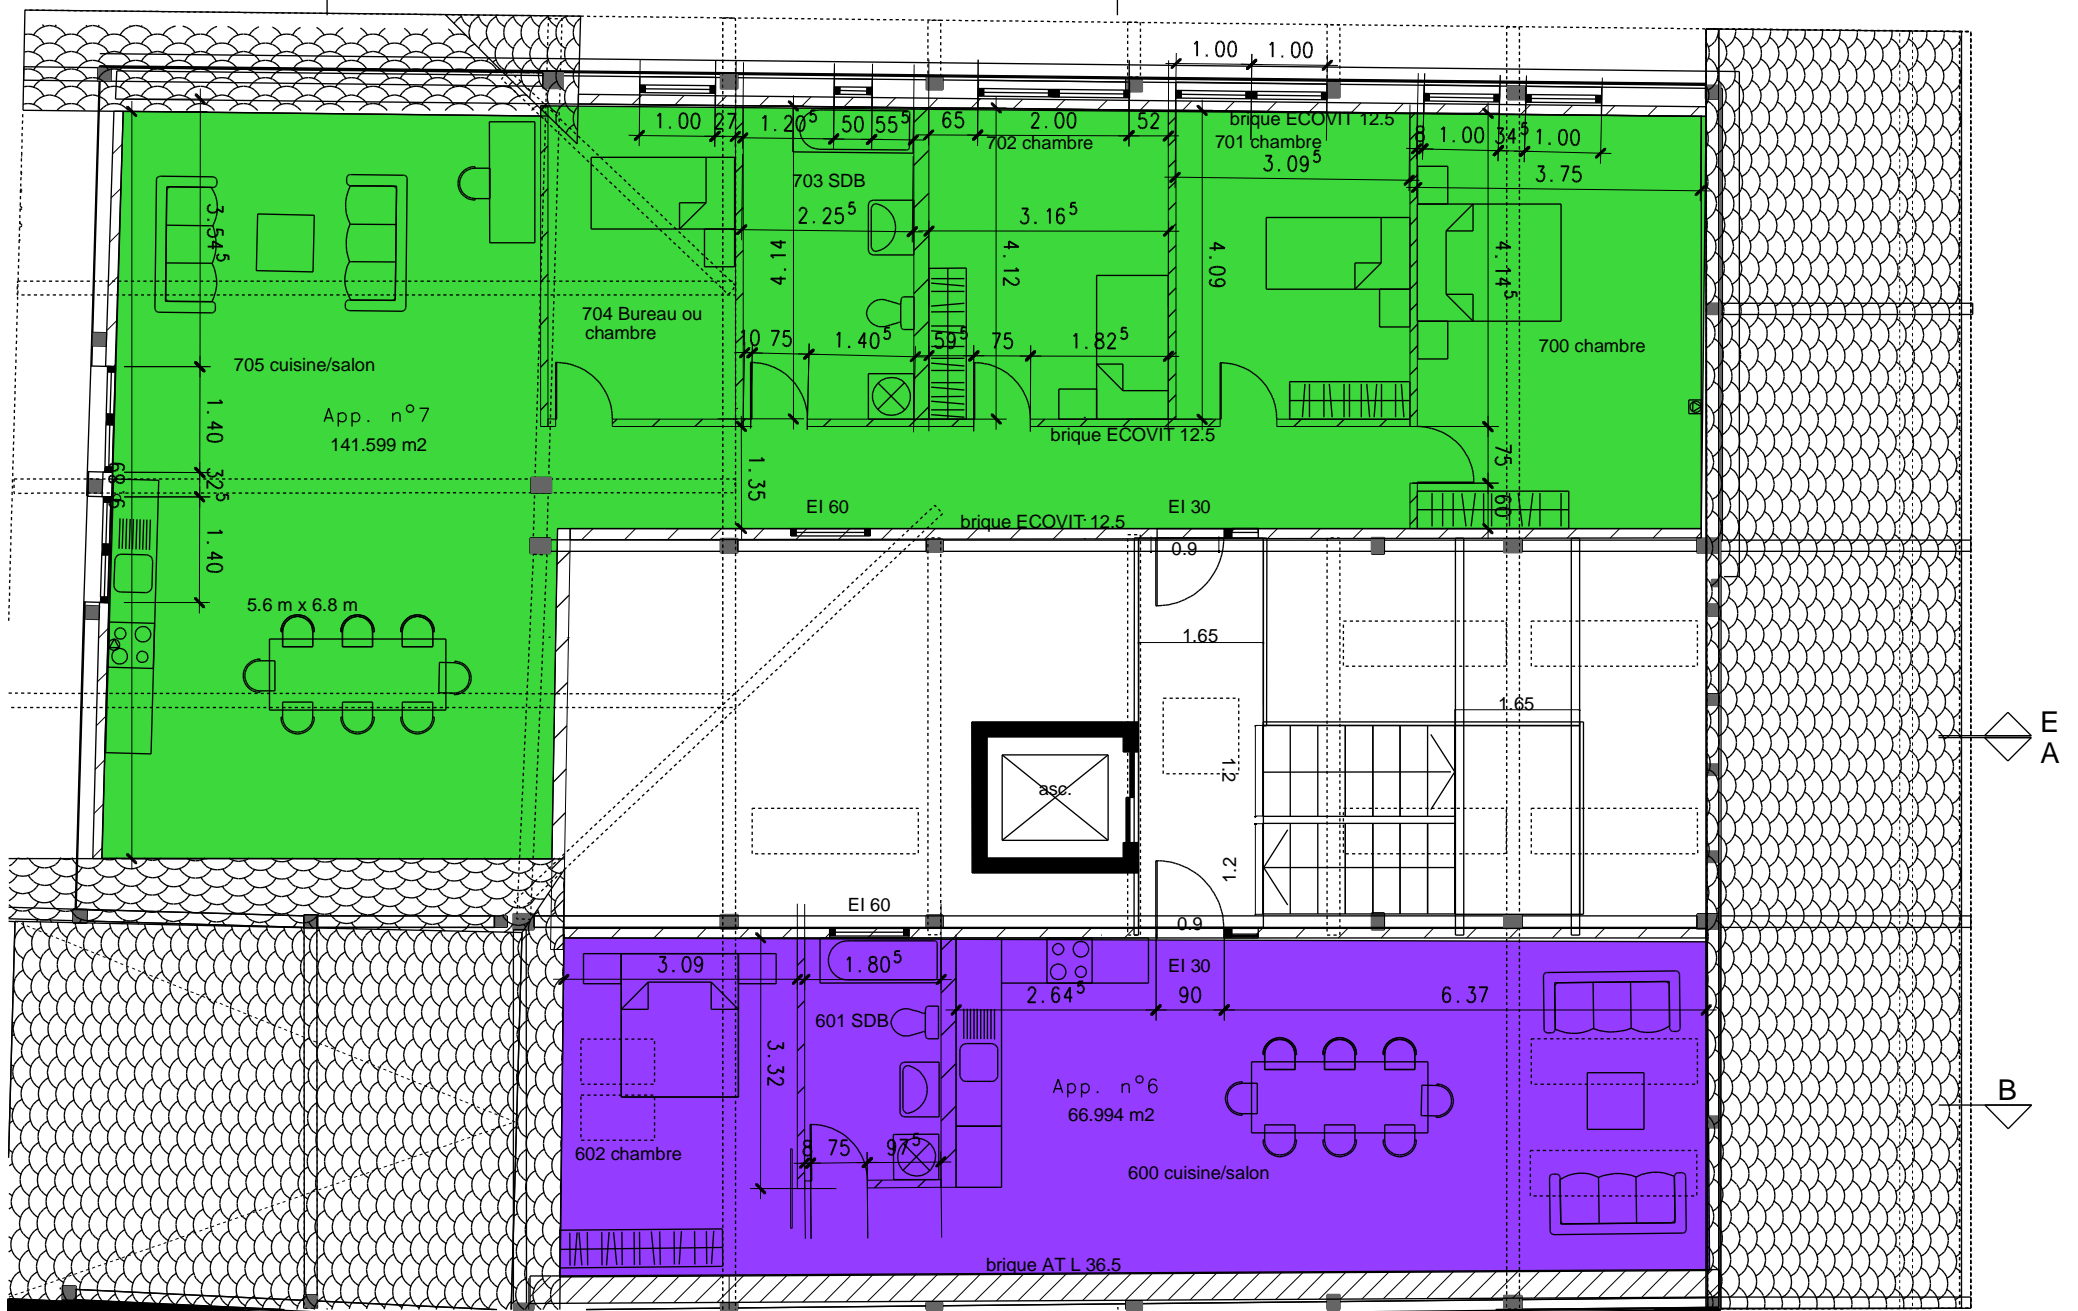 1.00 1.00
1.00 27 1.20⁵ 50 55⁵ 65 2.00 52
brique ECOVIT 12.5
8 1.00 34⁵ 1.00
702 chambre
701 chambre
3.09⁵
3.75
703 SDB
2.25⁵
3.16⁵
3.54⁵
4.14
4.12
4.09
4.14⁵
704 Bureau ou
chambre
10 75 1.40⁵ 59⁵ 75 1.82⁵
700 chambre
705 cuisine/salon
App. n°7
141.599 m2
1.40
32⁵
1.40
brique ECOVIT 12.5
1.35
75
60
EI 60
brique ECOVIT 12.5
EI 30
0.9
5.6 m x 6.8 m
1.65
1.65
E
A
1.2
asc.
1.2
EI 60
0.9
3.09
1.80⁵
EI 30
2.64⁵ 90 6.37
601 SDB
3.32
App. n°6
66.994 m2
B
8 75 97⁵
602 chambre
600 cuisine/salon
brique AT L 36.5